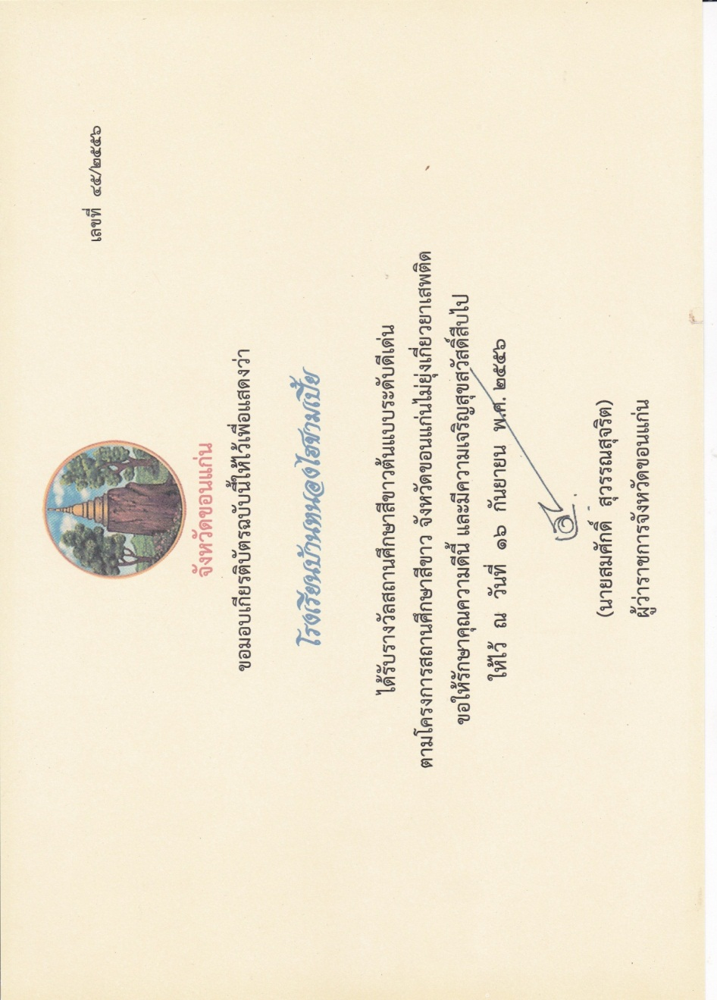 เลขที่ ๔๕/๒๕๕๖
จังหวัดขอนแก่น
ขอมอบเกียรติบัตรฉบับนี้ให้ไว้เพื่อแสดงว่า
โรงเรียนบ้านหนองไฮขามเปี้ย
ได้รับรางวัลสถานศึกษาสีขาวต้นแบบระดับดีเด่น
ตามโครงการสถานศึกษาสีขาว จังหวัดขอนแก่นไม่ยุ่งเกี่ยวยาเสพติด
ขอให้รักษาคุณความดีนี้ และมีความเจริญสุขสวัสดิ์สืบไป
ให้ไว้ ณ วันที่ ๑๖ กันยายน พ.ศ. ๒๕๕๖
(นายสมศักดิ์ สุวรรณสุจริต)
ผู้ว่าราชการจังหวัดขอนแก่น